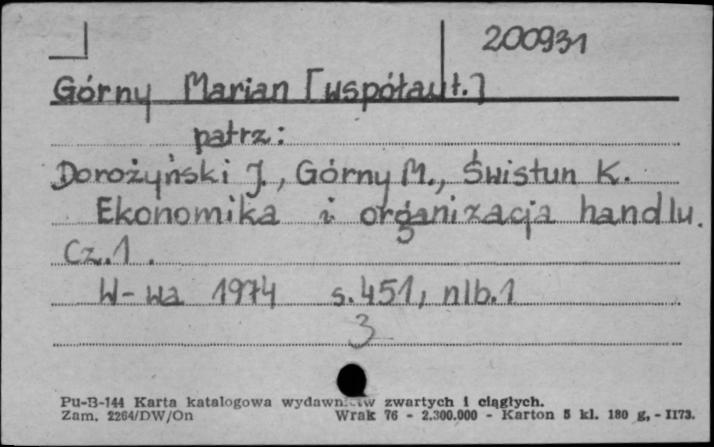 200931
Górny Marian [współaut.]
patrz:
Dorożyński J., Górny M., Świstun K.
Ekonomika i organizacja handlu.
Cz.1.
W-wa 1974 s.451, nlb.1
3
Pu-B-144 Karta katalogowa wydawnictw zwartych i ciągłych.
Zam. 2264/DW/On Wrak 76 - 2.300.000 - Karton 5 kl. 180 g, - II73.